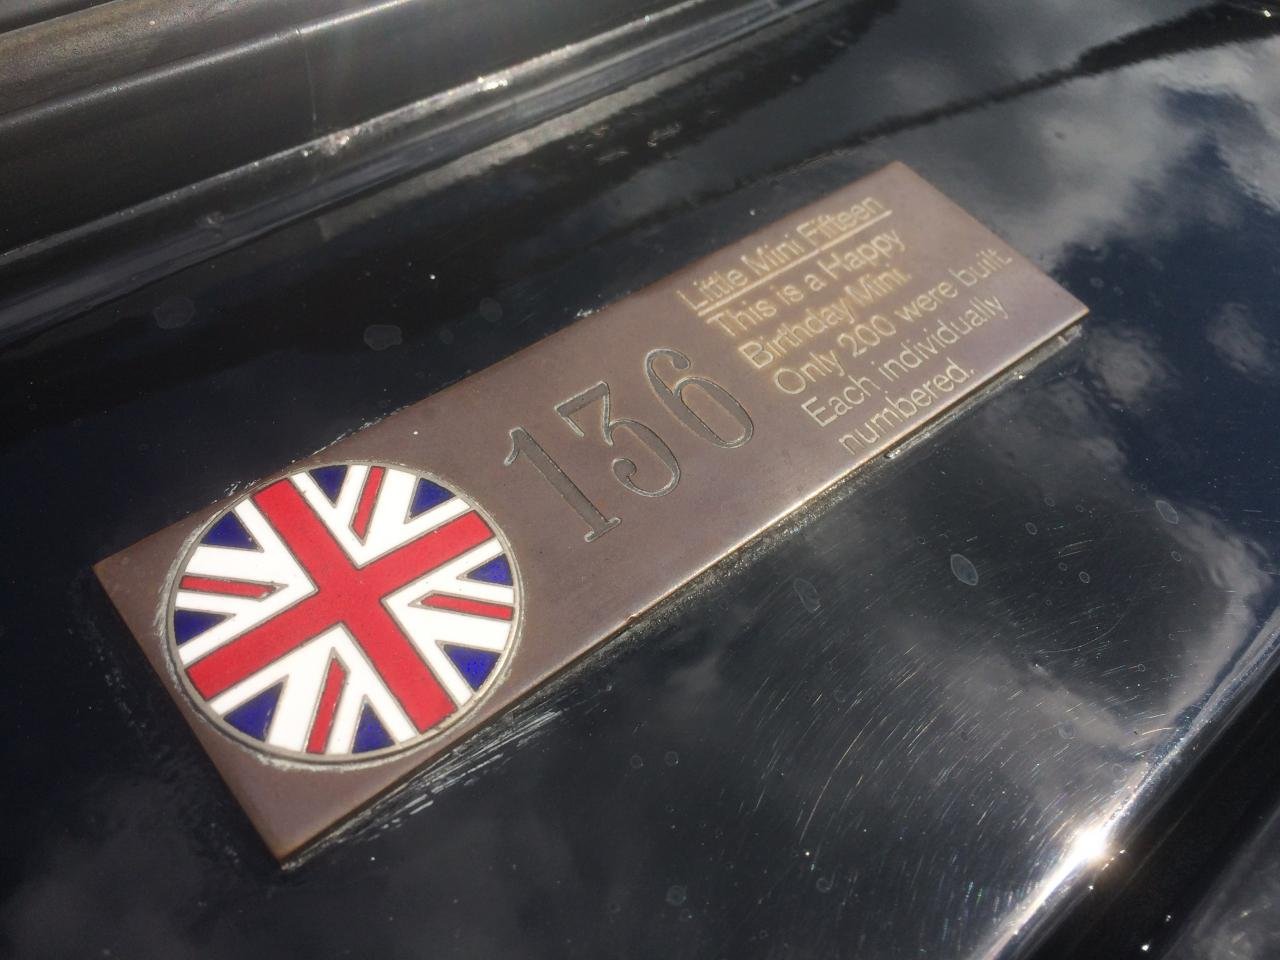 136
Little Mini Fifteen
This is a Happy
Birthday Mini.
Only 200 were built.
Each individually
numbered.